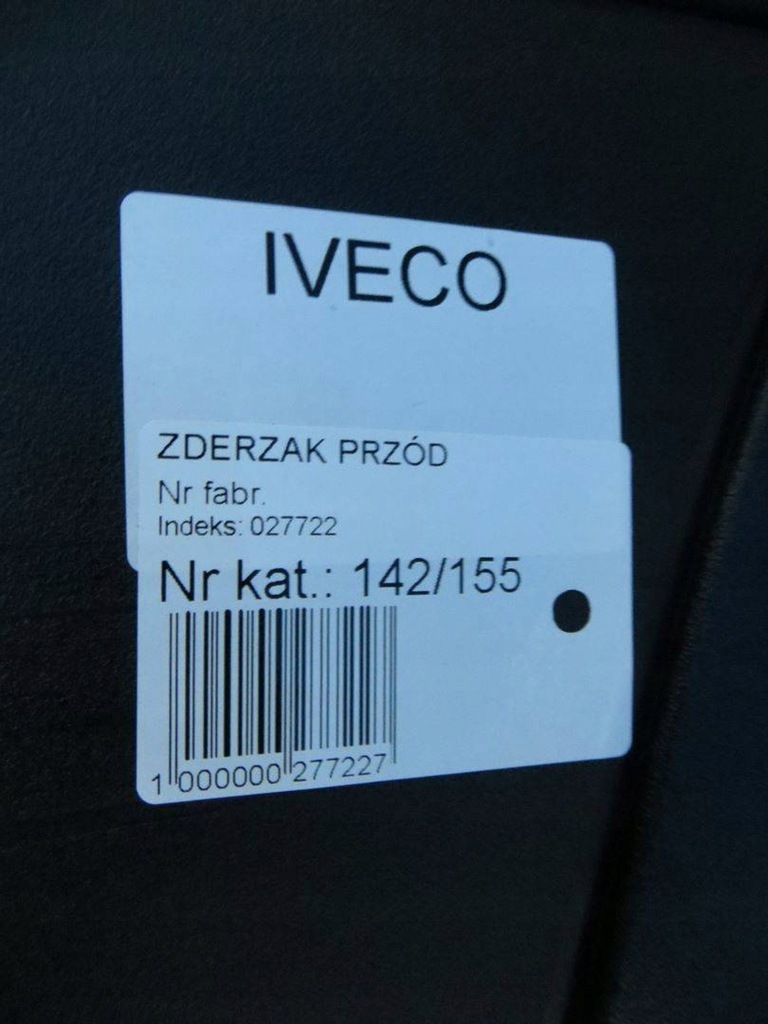 IVECO
ZDERZAK PRZÓD
Nr fabr.
Indeks: 027722
Nr kat.: 142/155
1 000000 277227